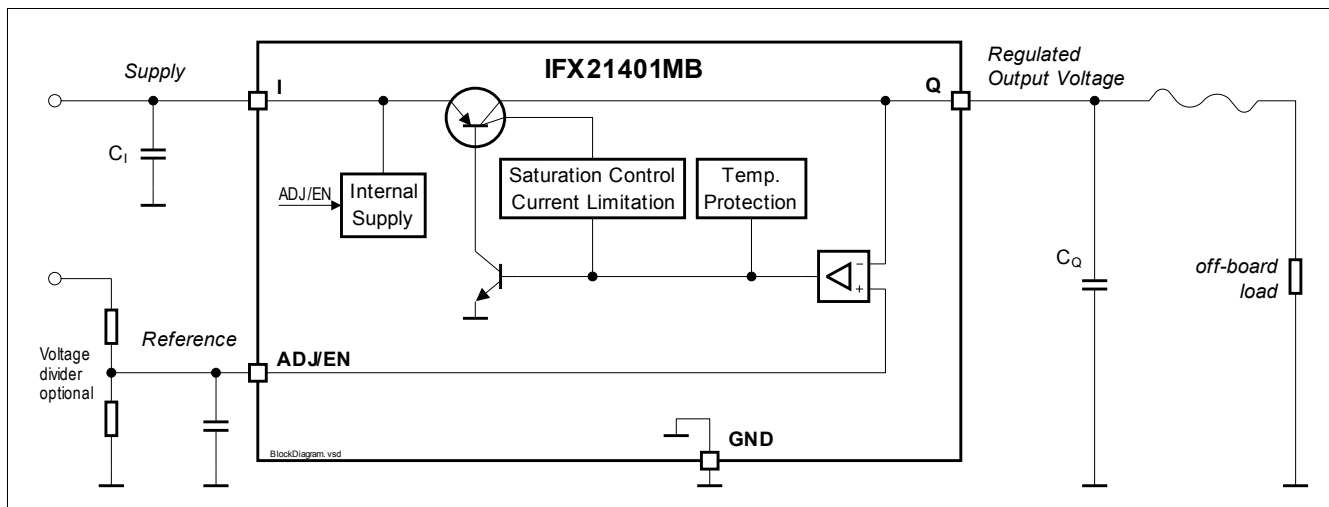 IFX21401MB
Supply
I
Q
Regulated
Output Voltage
CI
ADJ/EN
Internal
Supply
Saturation Control
Current Limitation
Temp.
Protection
-
+
CQ
off-board
load
Reference
ADJ/EN
Voltage
divider
optional
GND
BlockDiagram.vsd